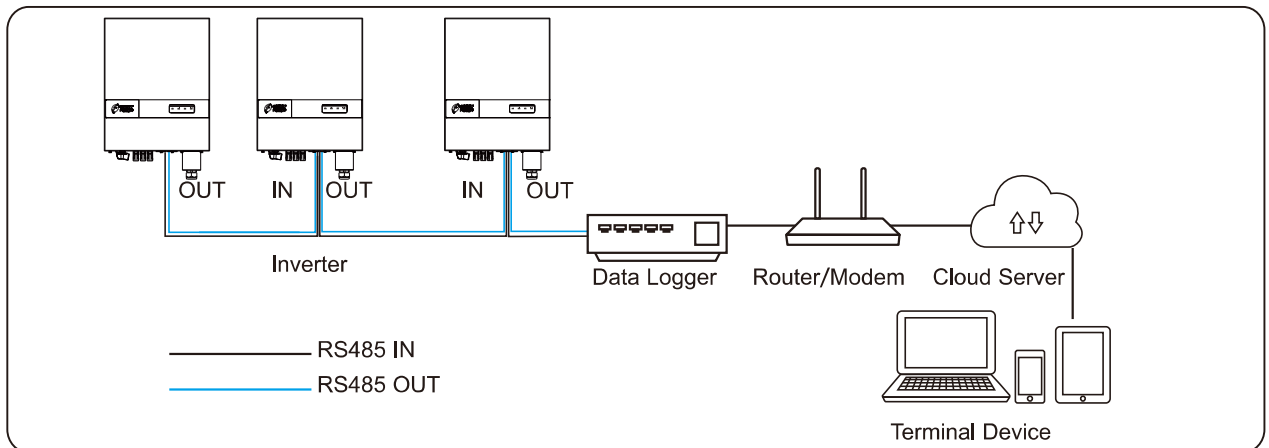 OUT IN OUT IN OUT
Inverter
Data Logger Router/Modem Cloud Server
RS485 IN
RS485 OUT
Terminal Device